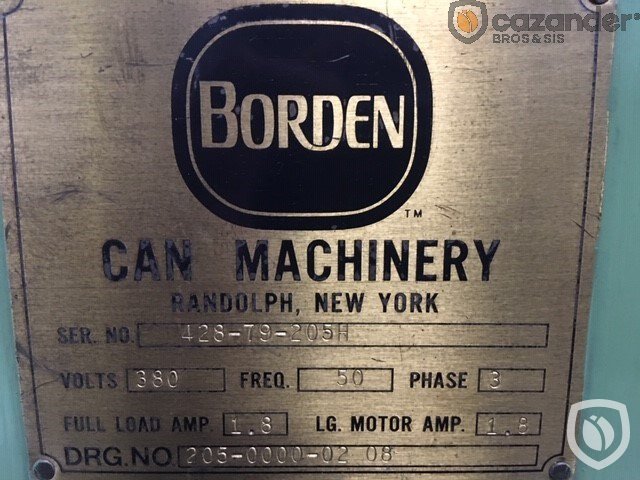 cazander
BROS&SIS
BORDEN
TM
CAN MACHINERY
RANDOLPH, NEW YORK
SER. NO. 428-79-205H
VOLTS 380 FREQ. 50 PHASE 3
FULL LOAD AMP. 1.8 LG. MOTOR AMP. 1.8
DRG.NO 205-0000-02 08